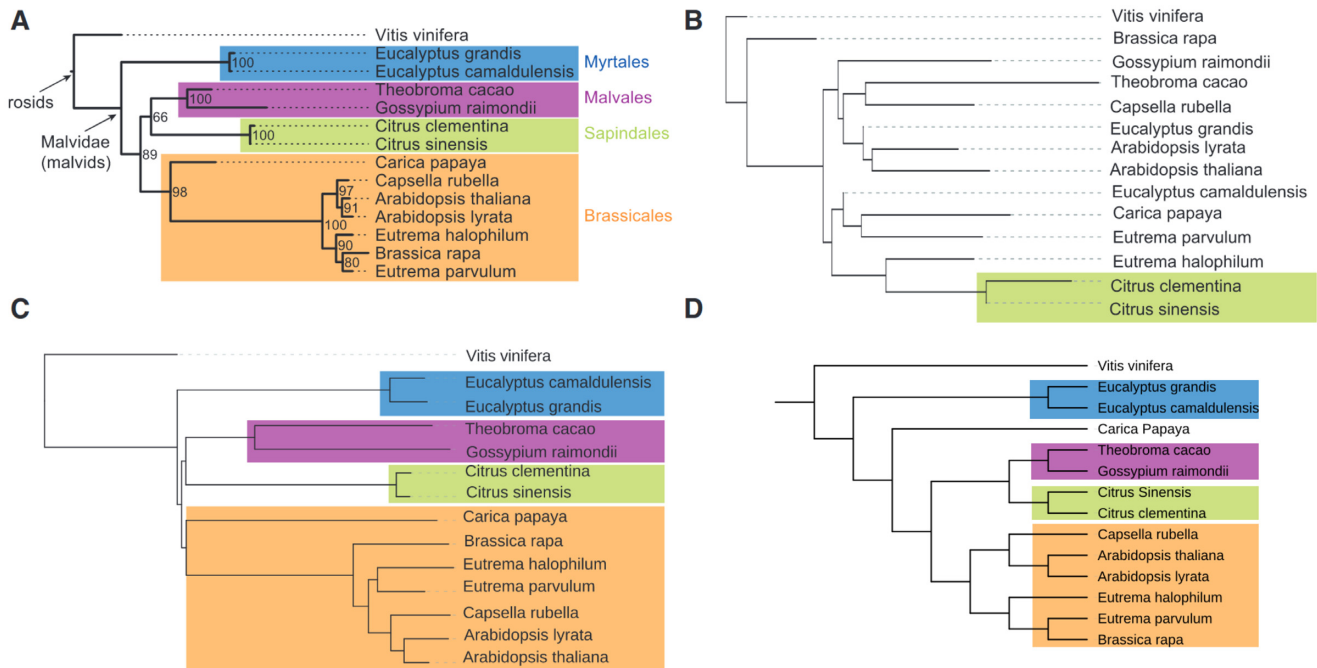 A
Vitis vinifera
Eucalyptus grandis
100
Eucalyptus camaldulensis
Myrtales
rosids
Theobroma cacao
100
Gossypium raimondii
Malvales
Malvidae
(malvids)
66
Citrus clementina
100
Citrus sinensis
Sapindales
89
Carica papaya
98
Capsella rubella
97
Arabidopsis thaliana
91
Arabidopsis lyrata
Brassicales
100
Eutrema halophilum
90
Brassica rapa
80
Eutrema parvulum
B
Vitis vinifera
Brassica rapa
Gossypium raimondii
Theobroma cacao
Capsella rubella
Eucalyptus grandis
Arabidopsis lyrata
Arabidopsis thaliana
Eucalyptus camaldulensis
Carica papaya
Eutrema parvulum
Eutrema halophilum
Citrus clementina
Citrus sinensis
C
Vitis vinifera
Eucalyptus camaldulensis
Eucalyptus grandis
Theobroma cacao
Gossypium raimondii
Citrus clementina
Citrus sinensis
Carica papaya
Brassica rapa
Eutrema halophilum
Eutrema parvulum
Capsella rubella
Arabidopsis lyrata
Arabidopsis thaliana
D
Vitis vinifera
Eucalyptus grandis
Eucalyptus camaldulensis
Carica Papaya
Theobroma cacao
Gossypium raimondii
Citrus Sinensis
Citrus clementina
Capsella rubella
Arabidopsis thaliana
Arabidopsis lyrata
Eutrema halophilum
Eutrema parvulum
Brassica rapa